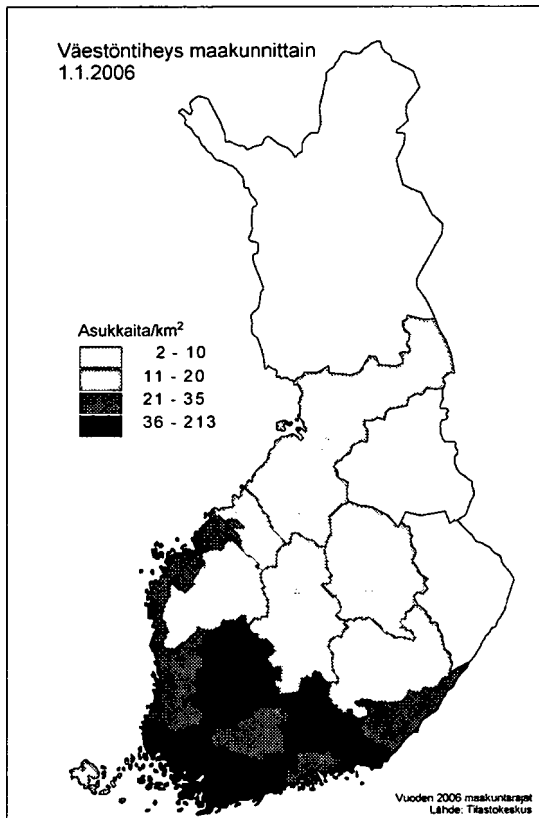 Väestöntiheys maakunnittain
1.1.2006
Asukkaita/km²
2 - 10
11 - 20
21 - 35
36 - 213
Vuoden 2006 maakuntarajat
Lähde: Tilastokeskus